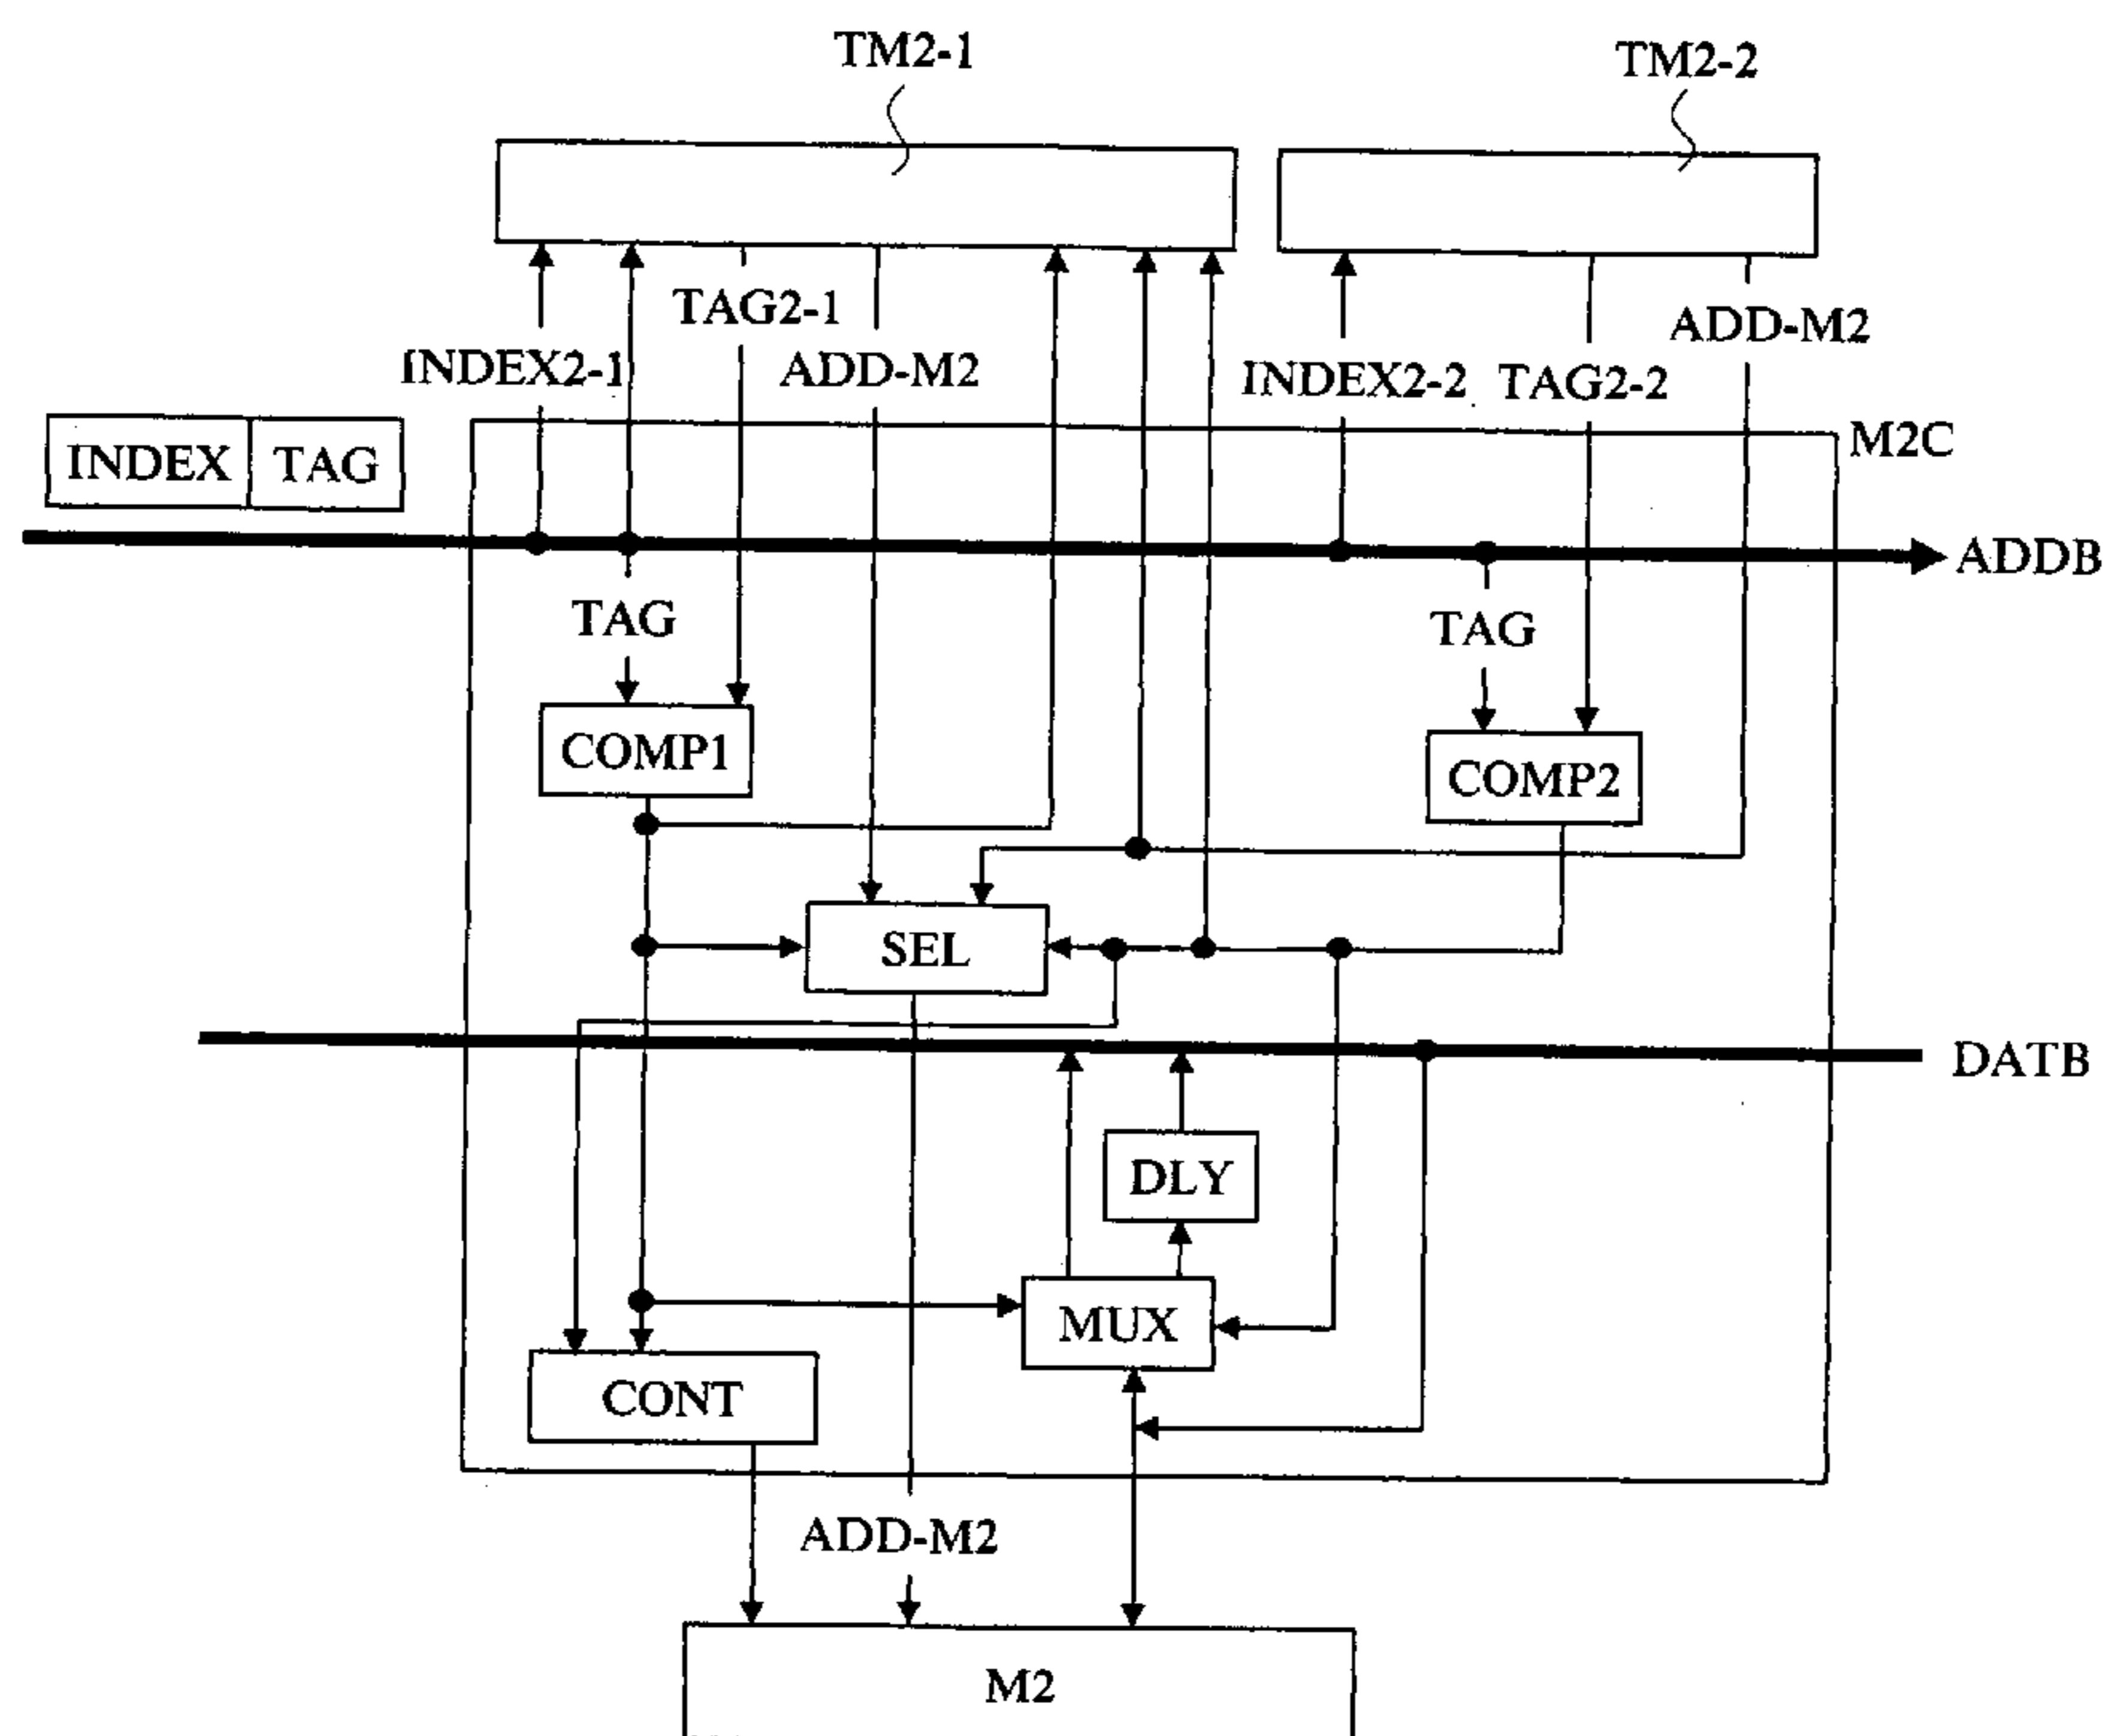 TM2-1
TM2-2
TAG2-1
ADD-M2
INDEX2-1
ADD-M2
INDEX2-2
TAG2-2
M2C
INDEX
TAG
ADDB
TAG
TAG
COMP1
COMP2
SEL
DATB
DLY
MUX
CONT
ADD-M2
M2